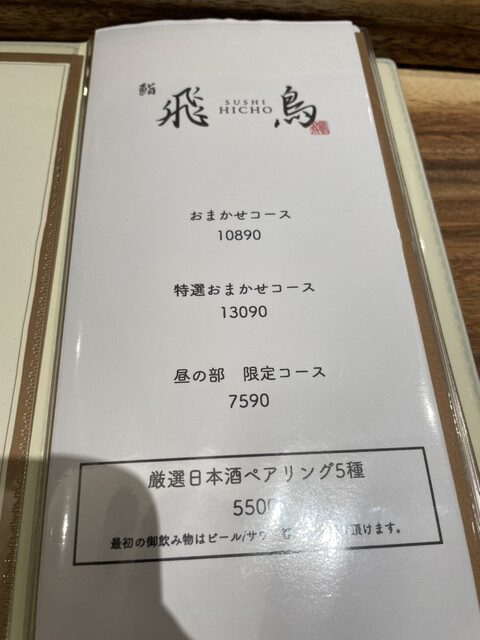 鮨
飛鳥
SUSHI
HICHO
おまかせコース
10890
特選おまかせコース
13090
昼の部　限定コース
7590
厳選日本酒ペアリング5種
550
最初の御飲み物はビール/サワ 頂けます。